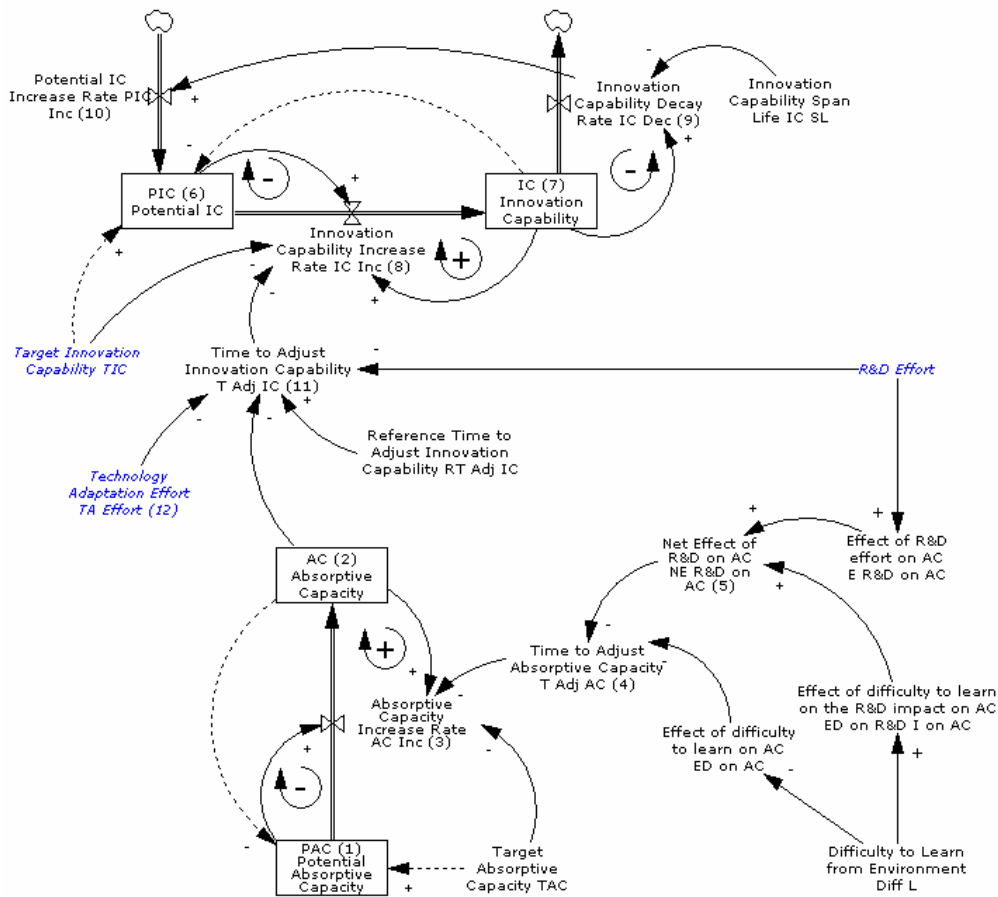 Potential IC
Increase Rate PIC
Inc (10)
+
-
Innovation
Capability Decay
Rate IC Dec (9)
-
+
Innovation
Capability Span
Life IC SL
PIC (6)
Potential IC
-
+
IC (7)
Innovation
Capability
-
Innovation
Capability Increase
Rate IC Inc (8)
+
+
-
-
+
Target Innovation
Capability TIC
Time to Adjust
Innovation Capability
T Adj IC (11)
-
R&D Effort
-
-
+
Reference Time to
Adjust Innovation
Capability RT Adj IC
Technology
Adaptation Effort
TA Effort (12)
AC (2)
Absorptive
Capacity
+
Net Effect of
R&D on AC
NE R&D on
AC (5)
+
+
+
Effect of R&D
effort on AC
E R&D on AC
Time to Adjust
Absorptive Capacity
T Adj AC (4)
-
-
Absorptive
Capacity
Increase Rate
AC Inc (3)
+
-
-
Effect of difficulty
to learn on AC
ED on AC
-
Effect of difficulty to learn
on the R&D impact on AC
ED on R&D I on AC
+
+
-
PAC (1)
Potential
Absorptive
Capacity
-
+
Target
Absorptive
Capacity TAC
Difficulty to Learn
from Environment
Diff L